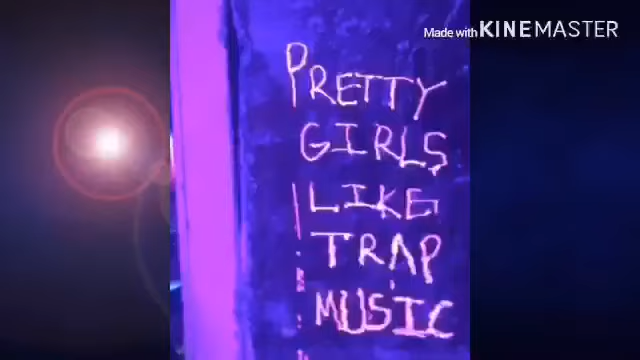 Made with KINEMASTER
PRETTY
GIRLS
LIKE
TRAP
MUSIC